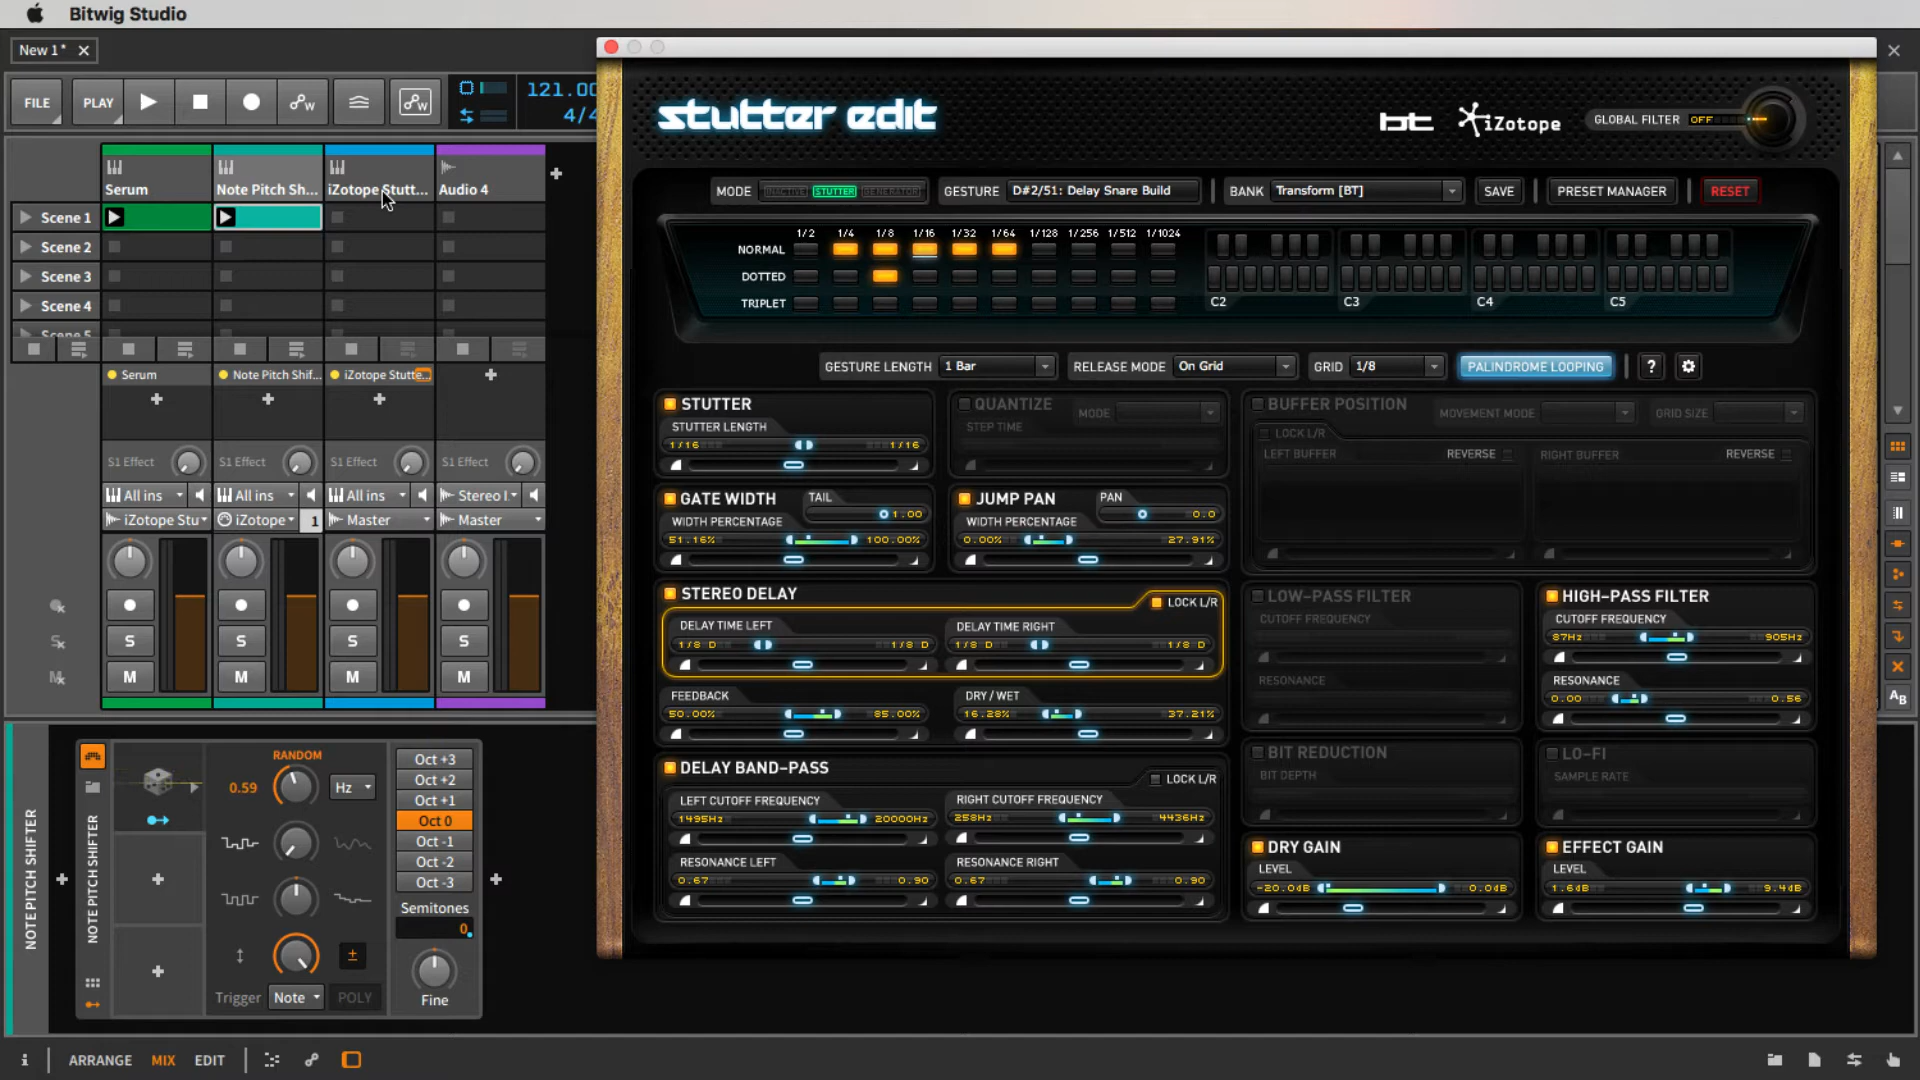 Bitwig Studio
New 1*
FILE
PLAY
121.00
4/4
Serum
Note Pitch Sh...
iZotope Stutt...
Audio 4
Scene 1
Scene 2
Scene 3
Scene 4
Scene 5
Serum
Note Pitch Shif...
iZotope Stutte...
S1 Effect
S1 Effect
S1 Effect
S1 Effect
All ins
All ins
All ins
Stereo I.
iZotope Stu
iZotope
1
Master
Master
S
S
S
S
M
M
M
M
NOTE PITCH SHIFTER
NOTE PITCH SHIFTER
RANDOM
0.59
Hz
Trigger
Note
POLY
Oct +3
Oct +2
Oct +1
Oct 0
Oct -1
Oct -2
Oct -3
Semitones
0
Fine
i
ARRANGE
MIX
EDIT
stutter edit
bt
iZotope
GLOBAL FILTER
OFF
MODE
INACTIVE
STUTTER
GENERATOR
GESTURE
D#2/51: Delay Snare Build
BANK
Transform [BT]
SAVE
PRESET MANAGER
RESET
1/2 1/4 1/8 1/16 1/32 1/64 1/128 1/256 1/512 1/1024
NORMAL
DOTTED
TRIPLET
C2
C3
C4
C5
GESTURE LENGTH
1 Bar
RELEASE MODE
On Grid
GRID
1/8
PALINDROME LOOPING
?
STUTTER
STUTTER LENGTH
1/16
1/16
QUANTIZE
MODE
STEP TIME
BUFFER POSITION
MOVEMENT MODE
GRID SIZE
LOCK L/R
LEFT BUFFER
REVERSE
RIGHT BUFFER
REVERSE
GATE WIDTH
TAIL
1.00
WIDTH PERCENTAGE
51.16%
100.00%
JUMP PAN
PAN
0.0
WIDTH PERCENTAGE
0.00%
27.91%
STEREO DELAY
LOCK L/R
DELAY TIME LEFT
1/8 D
1/8 D
DELAY TIME RIGHT
1/8 D
1/8 D
FEEDBACK
50.00%
85.00%
DRY / WET
16.28%
37.21%
LOW-PASS FILTER
CUTOFF FREQUENCY
RESONANCE
HIGH-PASS FILTER
CUTOFF FREQUENCY
87Hz
905Hz
RESONANCE
0.00
0.56
DELAY BAND-PASS
LOCK L/R
LEFT CUTOFF FREQUENCY
1495Hz
20000Hz
RIGHT CUTOFF FREQUENCY
258Hz
4436Hz
RESONANCE LEFT
0.67
0.90
RESONANCE RIGHT
0.67
0.90
BIT REDUCTION
BIT DEPTH
LO-FI
SAMPLE RATE
DRY GAIN
LEVEL
-20.0dB
0.0dB
EFFECT GAIN
LEVEL
1.6dB
9.4dB
AB